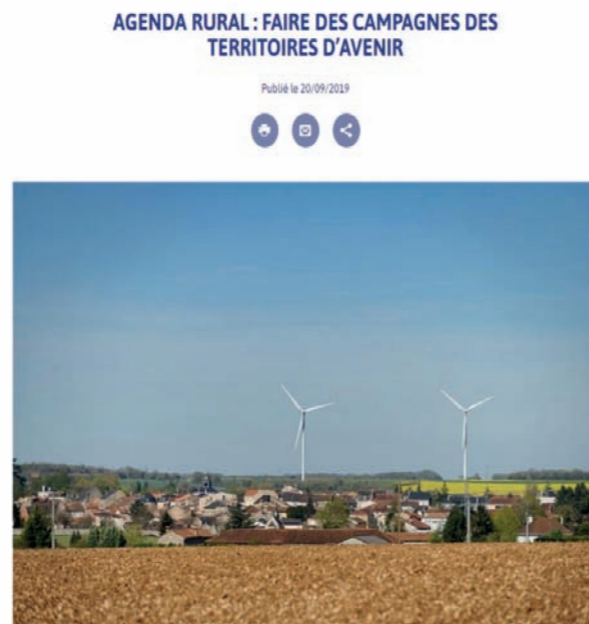 AGENDA RURAL : FAIRE DES CAMPAGNES DES
TERRITOIRES D’AVENIR
Publié le 20/09/2019